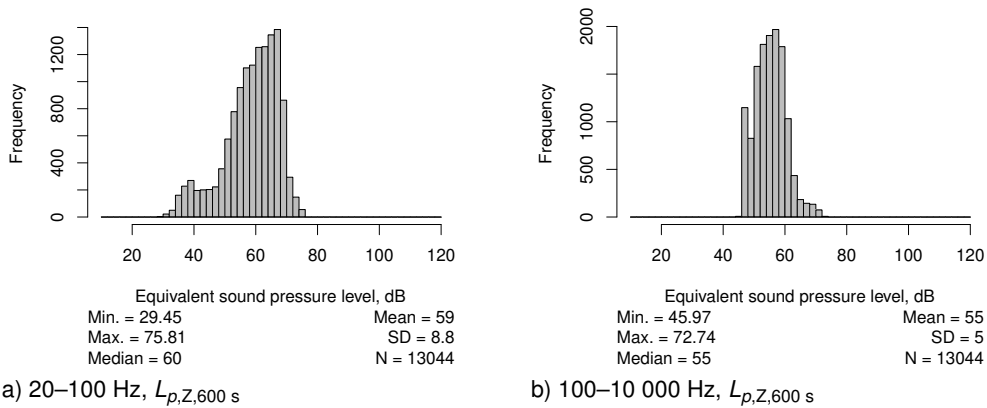 Frequency
0 400 800 1200
20 40 60 80 100 120
Equivalent sound pressure level, dB
Min. = 29.45 Mean = 59
Max. = 75.81 SD = 8.8
Median = 60 N = 13044
a) 20–100 Hz, Lp,Z,600 s
Frequency
0 500 1000 2000
20 40 60 80 100 120
Equivalent sound pressure level, dB
Min. = 45.97 Mean = 55
Max. = 72.74 SD = 5
Median = 55 N = 13044
b) 100–10 000 Hz, Lp,Z,600 s